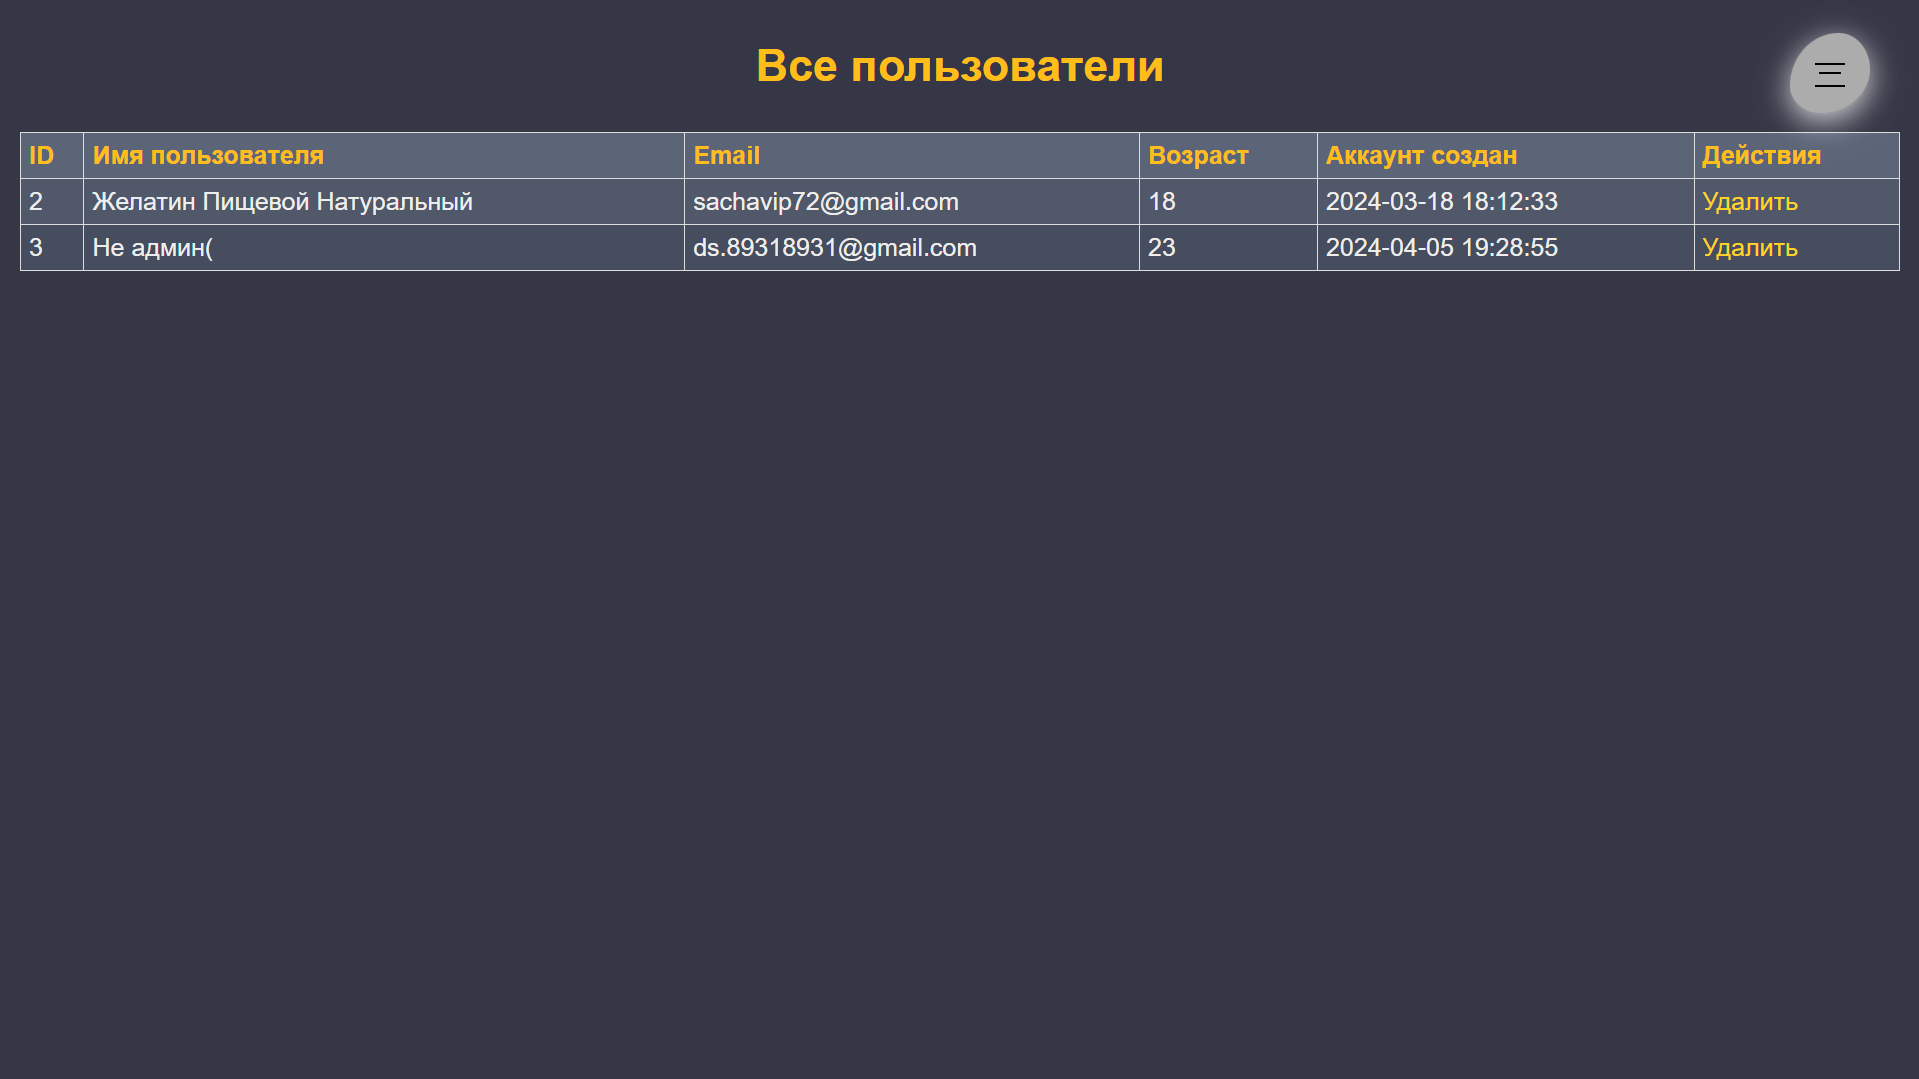 Все пользователи
ID Имя пользователя Email Возраст Аккаунт создан Действия
2 Желатин Пищевой Натуральный sachavip72@gmail.com 18 2024-03-18 18:12:33 Удалить
3 Не админ( ds.89318931@gmail.com 23 2024-04-05 19:28:55 Удалить